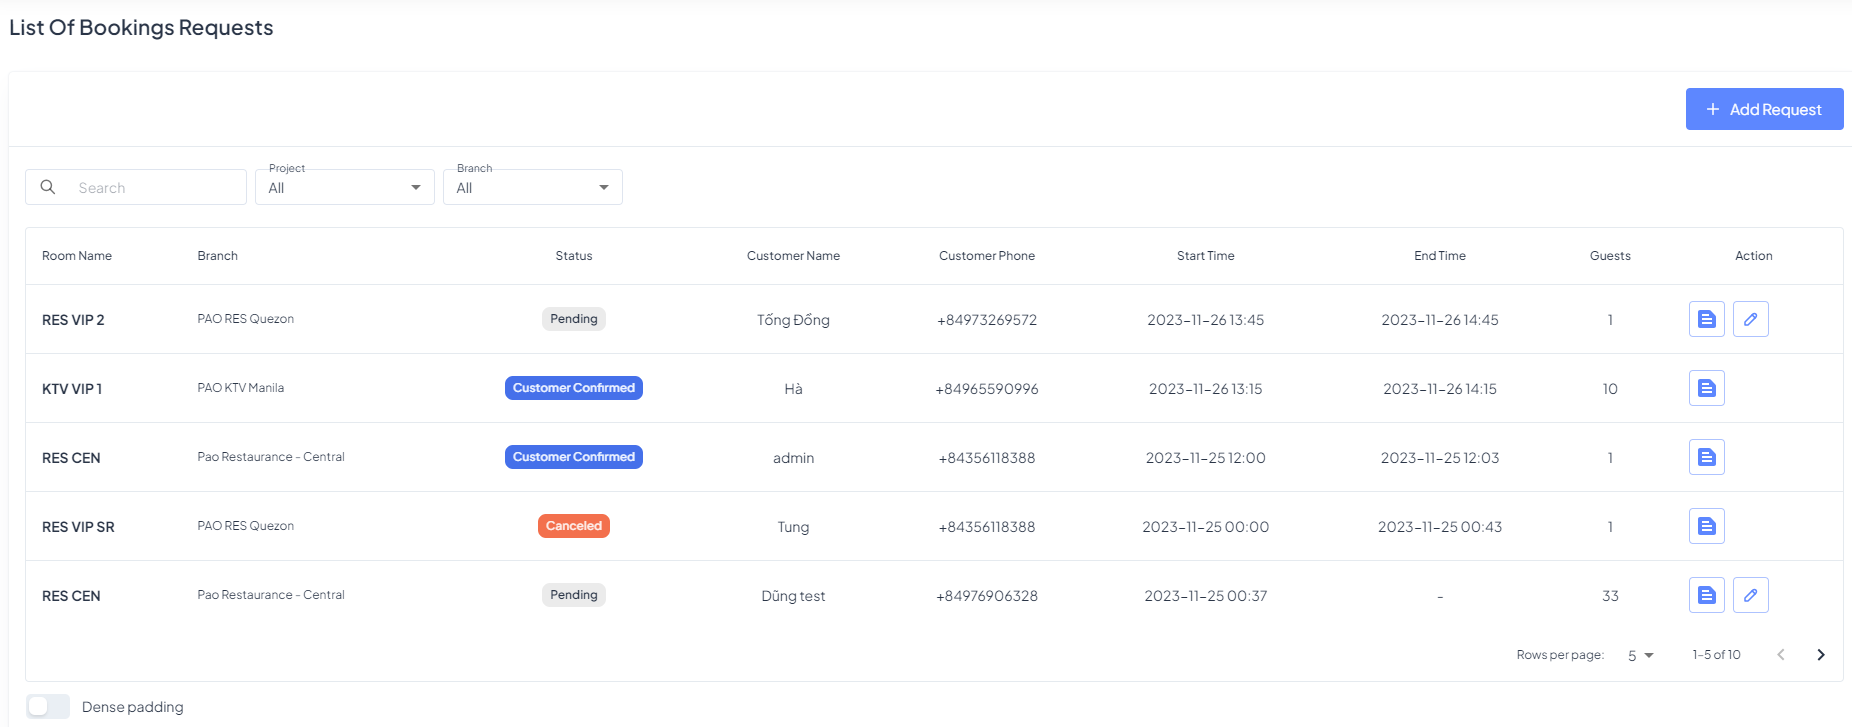 List Of Bookings Requests
+ Add Request
Search
Project
All
Branch
All
Room Name Branch Status Customer Name Customer Phone Start Time End Time Guests Action
RES VIP 2 PAO RES Quezon Pending Tống Đồng +84973269572 2023-11-26 13:45 2023-11-26 14:45 1
KTV VIP 1 PAO KTV Manila Customer Confirmed Hà +84965590996 2023-11-26 13:15 2023-11-26 14:15 10
RES CEN Pao Restaurance - Central Customer Confirmed admin +84356118388 2023-11-25 12:00 2023-11-25 12:03 1
RES VIP SR PAO RES Quezon Canceled Tung +84356118388 2023-11-25 00:00 2023-11-25 00:43 1
RES CEN Pao Restaurance - Central Pending Dũng test +84976906328 2023-11-25 00:37 - 33
Rows per page: 5 1-5 of 10
Dense padding